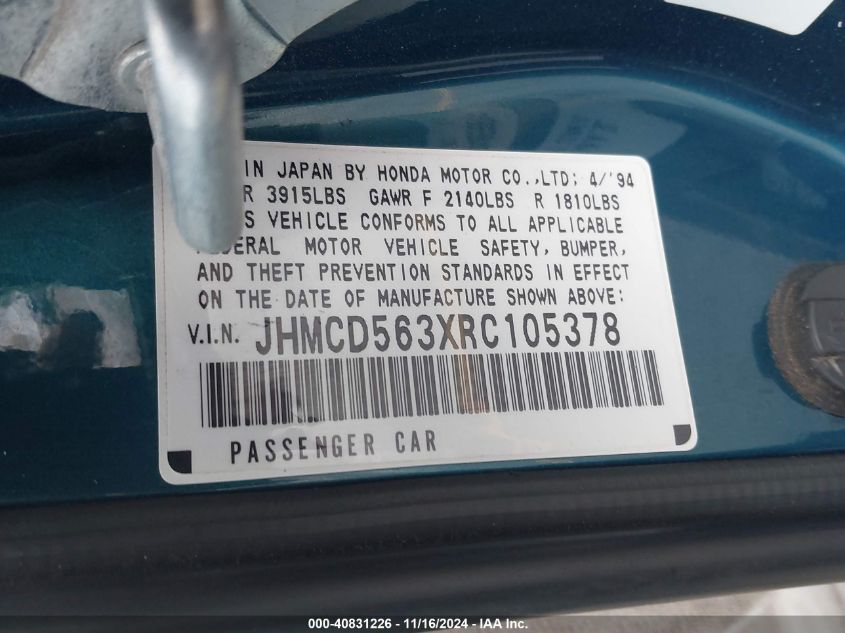 IN JAPAN BY HONDA MOTOR CO.,LTD: 4/'94
3915LBS GAWR F 2140LBS R 1810LBS
VEHICLE CONFORMS TO ALL APPLICABLE
MOTOR VEHICLE SAFETY, BUMPER,
AND THEFT PREVENTION STANDARDS IN EFFECT
ON THE DATE OF MANUFACTURE SHOWN ABOVE:
V.I.N. JHMCD563XRC105378
PASSENGER CAR
000-40831226 - 11/16/2024 - IAA Inc.